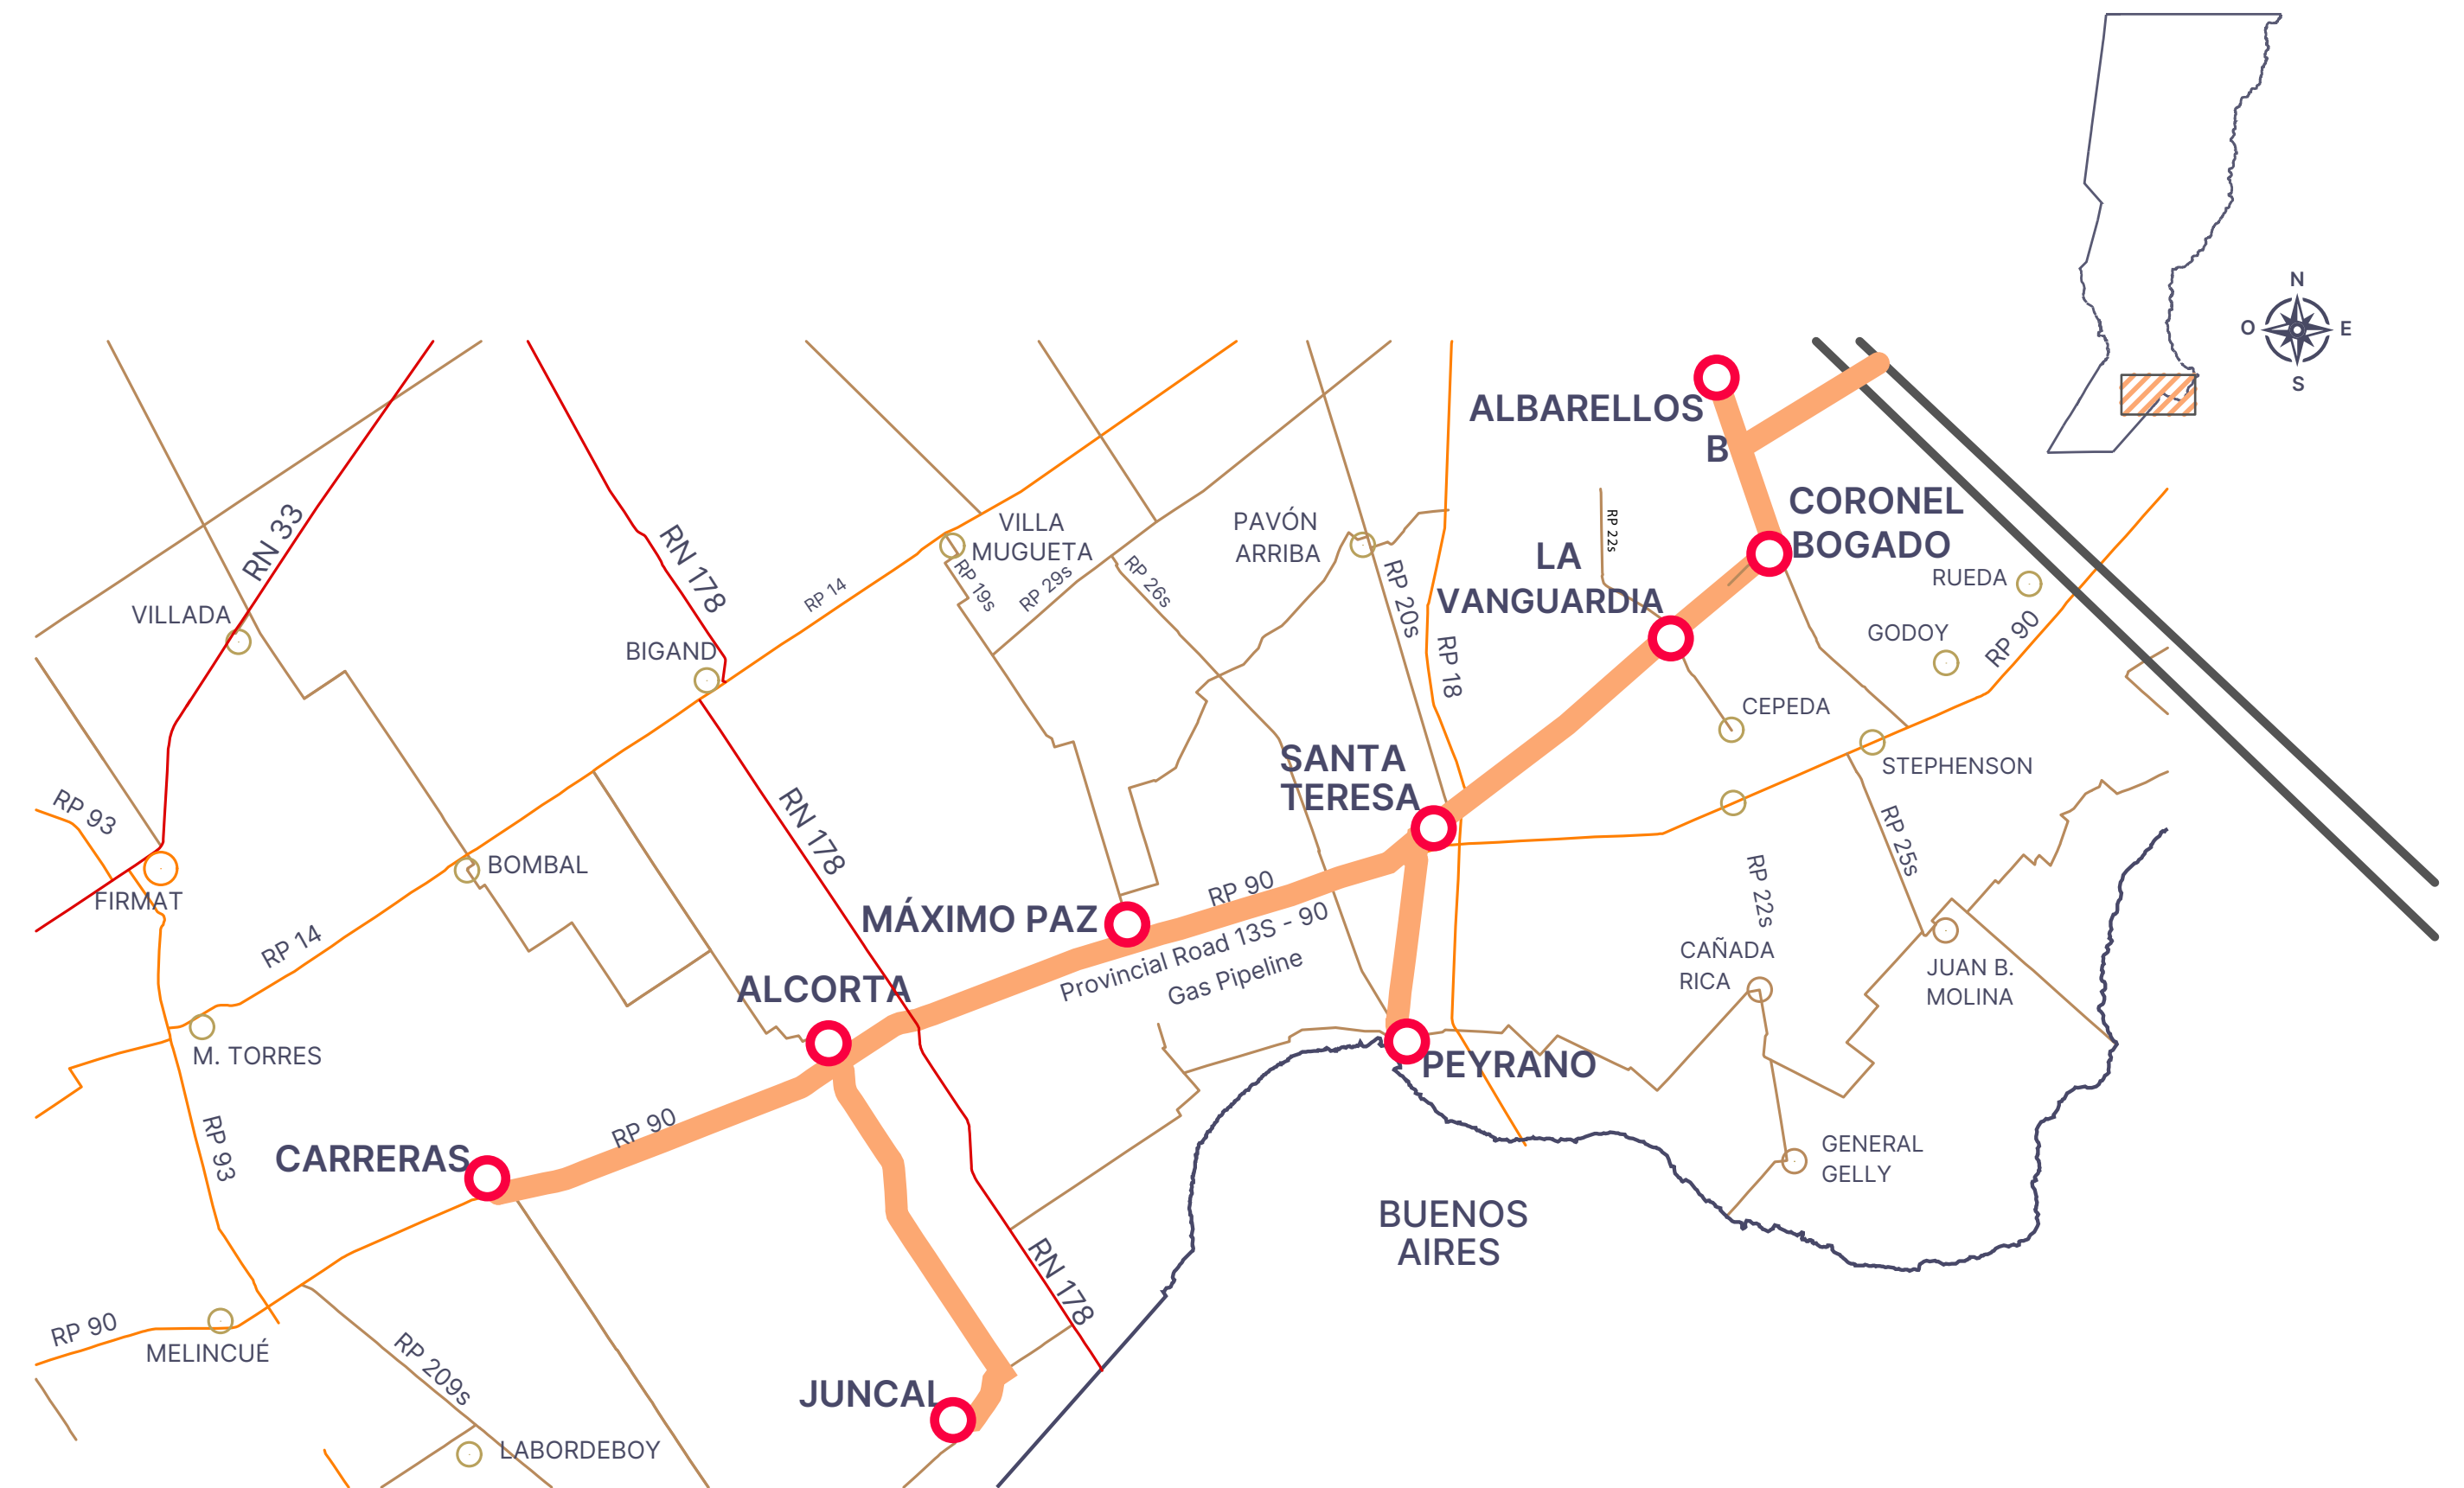 N
O
E
S
ALBARELLOS
B
CORONEL
BOGADO
VILLA
MUGUETA
PAVÓN
ARRIBA
RP 22s
LA
VANGUARDIA
RN 33
RN 178
RP 14
RP 19s
RP 29s
RP 26s
RP 20s
RP 18
RUEDA
GODOY
RP 90
VILLADA
BIGAND
CEPEDA
STEPHENSON
SANTA
TERESA
RP 93
RN 178
RP 25s
BOMBAL
FIRMAT
RP 14
MÁXIMO PAZ
RP 90
Provincial Road 13S - 90
Gas Pipeline
RP 22s
CAÑADA
RICA
JUAN B.
MOLINA
ALCORTA
M. TORRES
PEYRANO
RP 93
RP 90
CARRERAS
GENERAL
GELLY
BUENOS
AIRES
RN 178
RP 90
MELINCUÉ
RP 209s
JUNCAL
LABORDEBOY